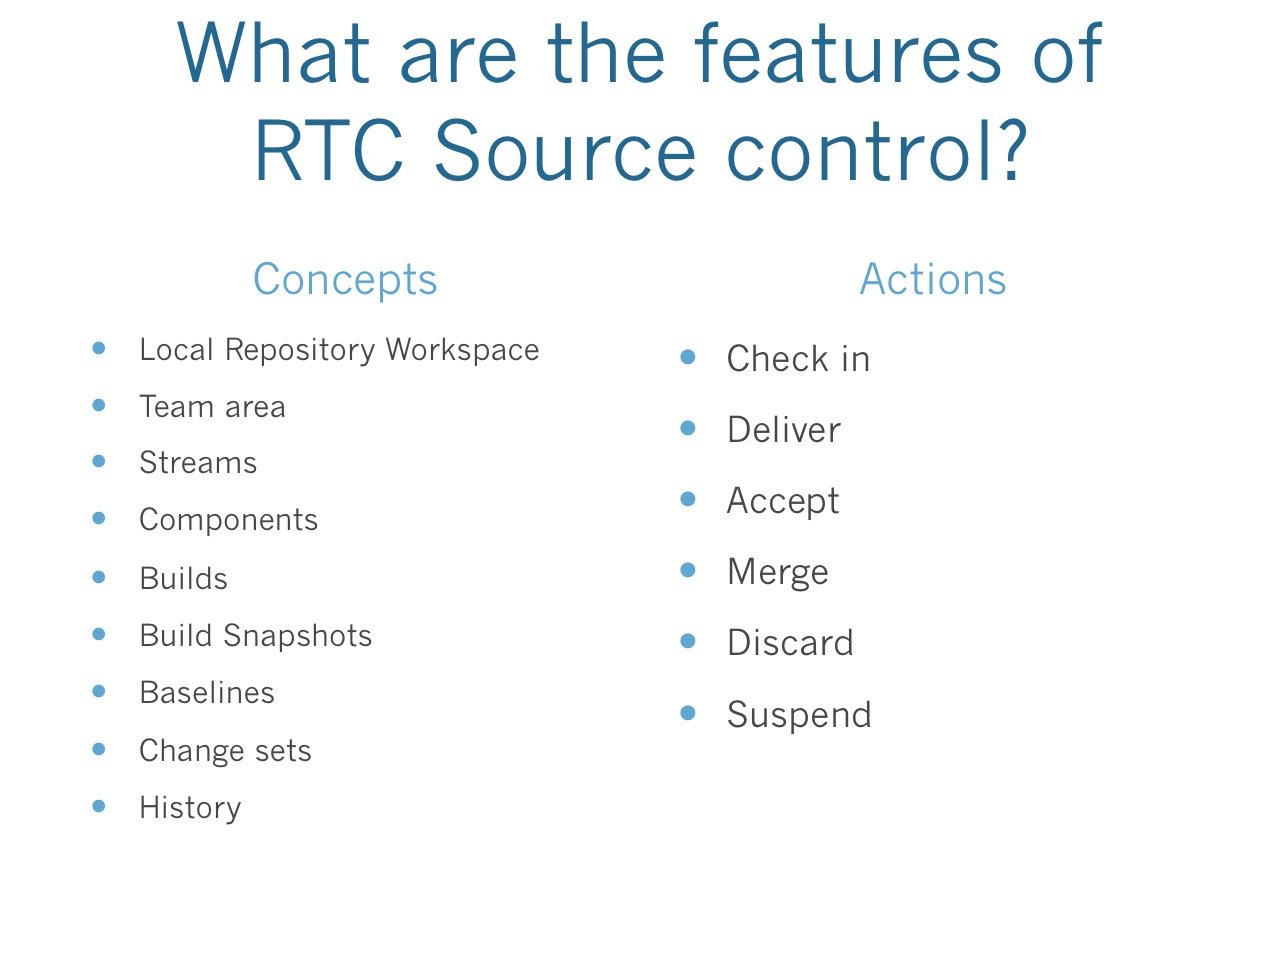 What are the features of
RTC Source control?
Concepts
• Local Repository Workspace
• Team area
• Streams
• Components
• Builds
• Build Snapshots
• Baselines
• Change sets
• History
Actions
• Check in
• Deliver
• Accept
• Merge
• Discard
• Suspend